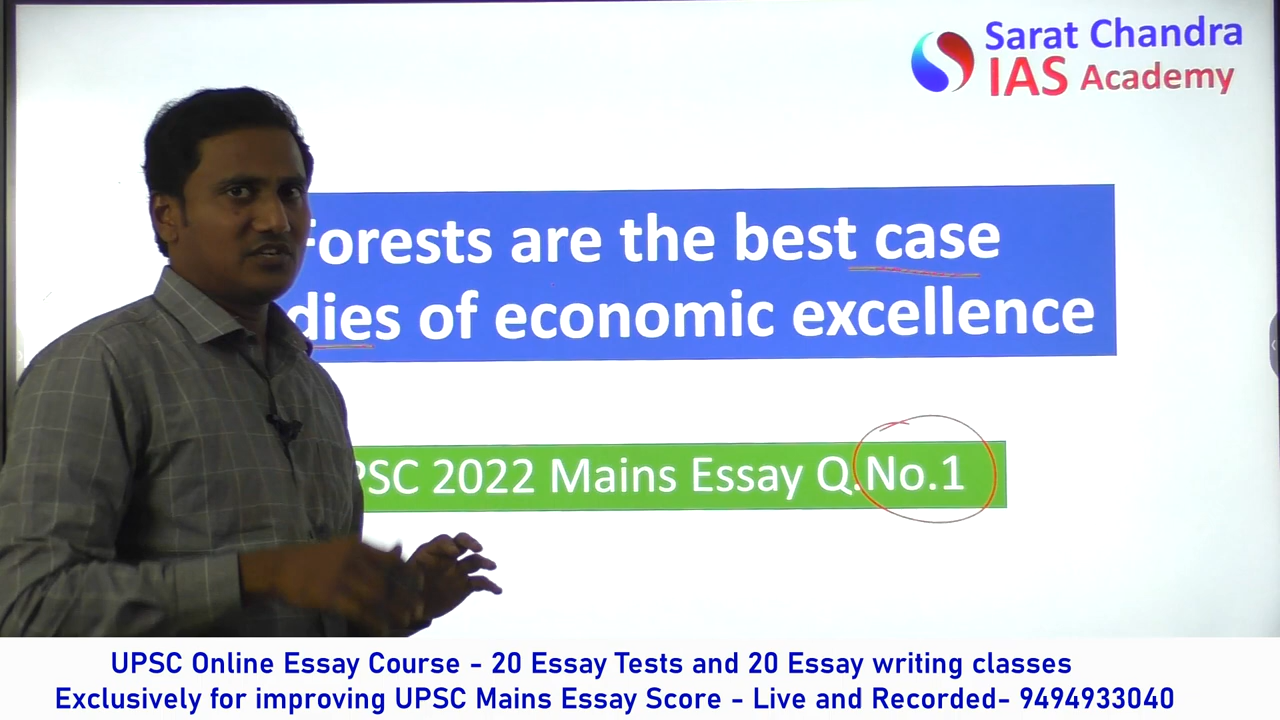 Sarat Chandra
IAS Academy
Forests are the best case
dies of economic excellence
PSC 2022 Mains Essay Q.No.1
UPSC Online Essay Course - 20 Essay Tests and 20 Essay writing classes
Exclusively for improving UPSC Mains Essay Score - Live and Recorded- 9494933040